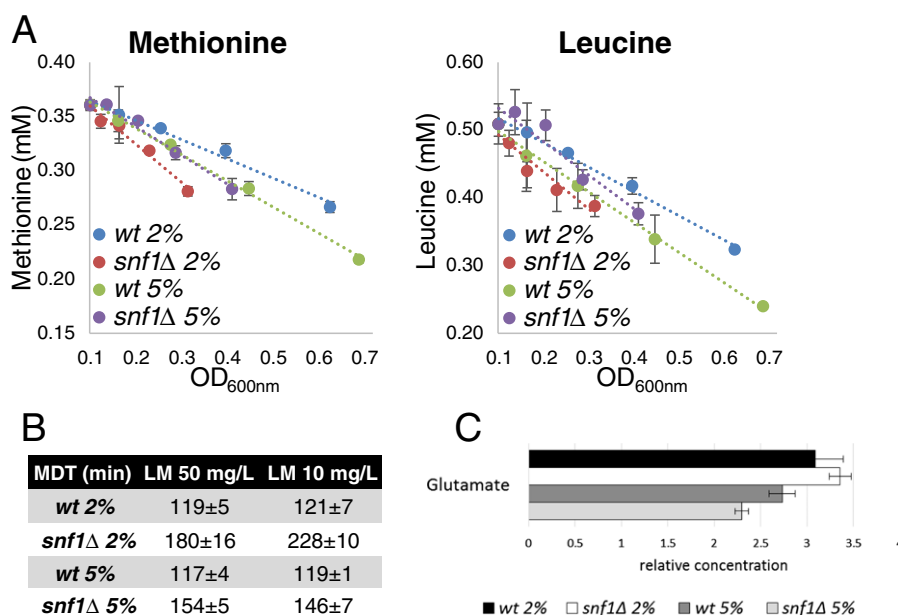 A
Methionine
Methionine (mM)
0.40
0.35
0.30
0.25
0.20
0.15
wt 2%
snf1Δ 2%
wt 5%
snf1Δ 5%
0.1 0.2 0.3 0.4 0.5 0.6 0.7
OD600nm
Leucine
Leucine (mM)
0.60
0.50
0.40
0.30
0.20
wt 2%
snf1Δ 2%
wt 5%
snf1Δ 5%
0.1 0.2 0.3 0.4 0.5 0.6 0.7
OD600nm
B
MDT (min) LM 50 mg/L LM 10 mg/L
wt 2% 119±5 121±7
snf1Δ 2% 180±16 228±10
wt 5% 117±4 119±1
snf1Δ 5% 154±5 146±7
C
Glutamate
0 0.5 1 1.5 2 2.5 3 3.5
relative concentration
wt 2% snf1Δ 2% wt 5% snf1Δ 5%